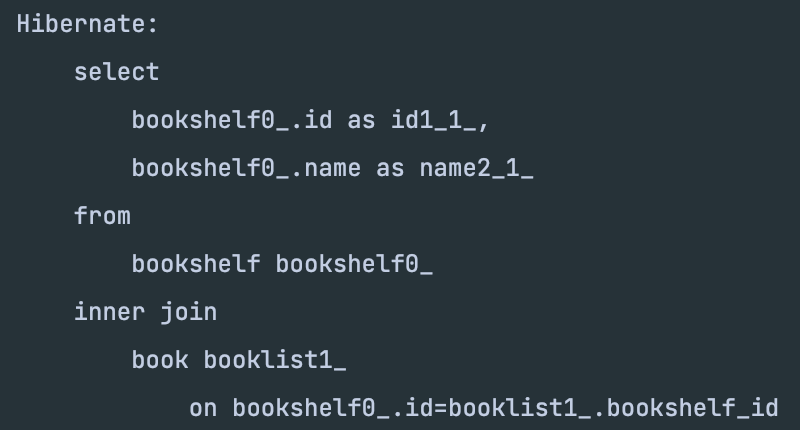 Hibernate:
    select
        bookshelf0_.id as id1_1_,
        bookshelf0_.name as name2_1_
    from
        bookshelf bookshelf0_
    inner join
        book booklist1_
            on bookshelf0_.id=booklist1_.bookshelf_id